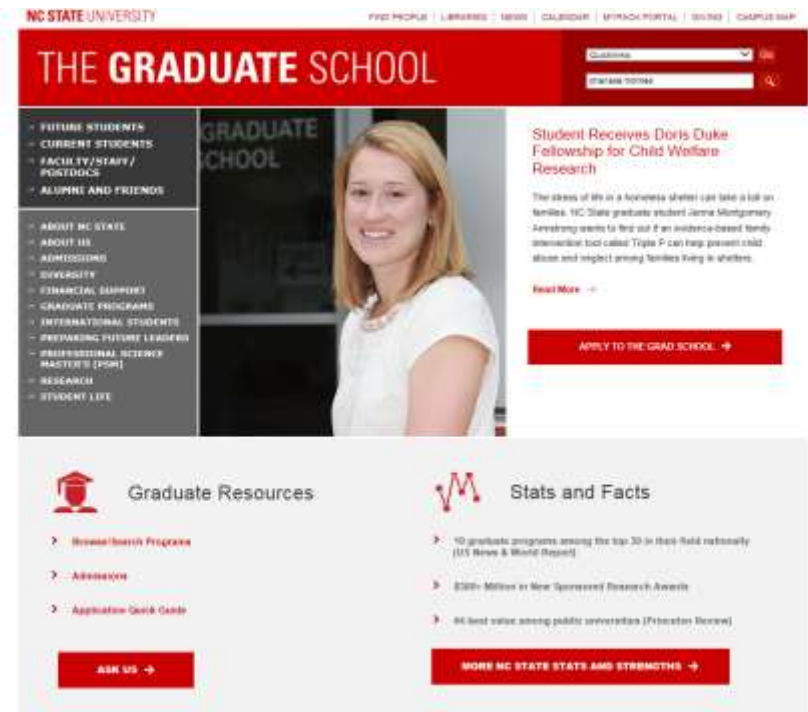 NC STATE UNIVERSITY
FIND PEOPLE | LIBRARIES | NEWS | CALENDAR | MYPACK PORTAL | GIVING | CAMPUS MAP
THE GRADUATE SCHOOL
Quicklinks
Go
FUTURE STUDENTS
CURRENT STUDENTS
FACULTY/STAFF/
POSTDOCS
ALUMNI AND FRIENDS
ABOUT NC STATE
ABOUT US
ADMISSIONS
DIVERSITY
FINANCIAL SUPPORT
GRADUATE PROGRAMS
INTERNATIONAL STUDENTS
PREPARING FUTURE LEADERS
PROFESSIONAL SCIENCE
MASTER'S [PSM]
RESEARCH
STUDENT LIFE
GRADUATE
SCHOOL
Student Receives Doris Duke
Fellowship for Child Welfare
Research
The stress of life in a homeless shelter can take a toll on
families. NC State graduate student Jenna Montgomery
Armstrong wants to find out if an evidence-based family
intervention tool called Triple P can help prevent child
abuse and neglect among families living in shelters.
Read More →
APPLY TO THE GRAD SCHOOL →
Graduate Resources
Browse/Search Programs
Admissions
Application Quick Guide
ASK US →
Stats and Facts
graduate programs among the top 30 in their field nationally
(US News & World Report)
Million in New Sponsored Research Awards
best value among public universities (Princeton Review)
MORE NC STATE STATS AND STRENGTHS →